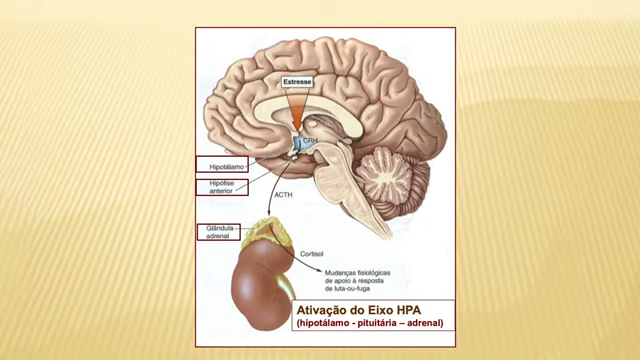 Estresse
CRH
Hipotálamo
Hipófise
anterior
ACTH
Glândula
adrenal
Cortisol
Mudanças fisiológicas
de apoio à resposta
de luta-ou-fuga
Ativação do Eixo HPA
(hipotálamo - pituitária – adrenal)